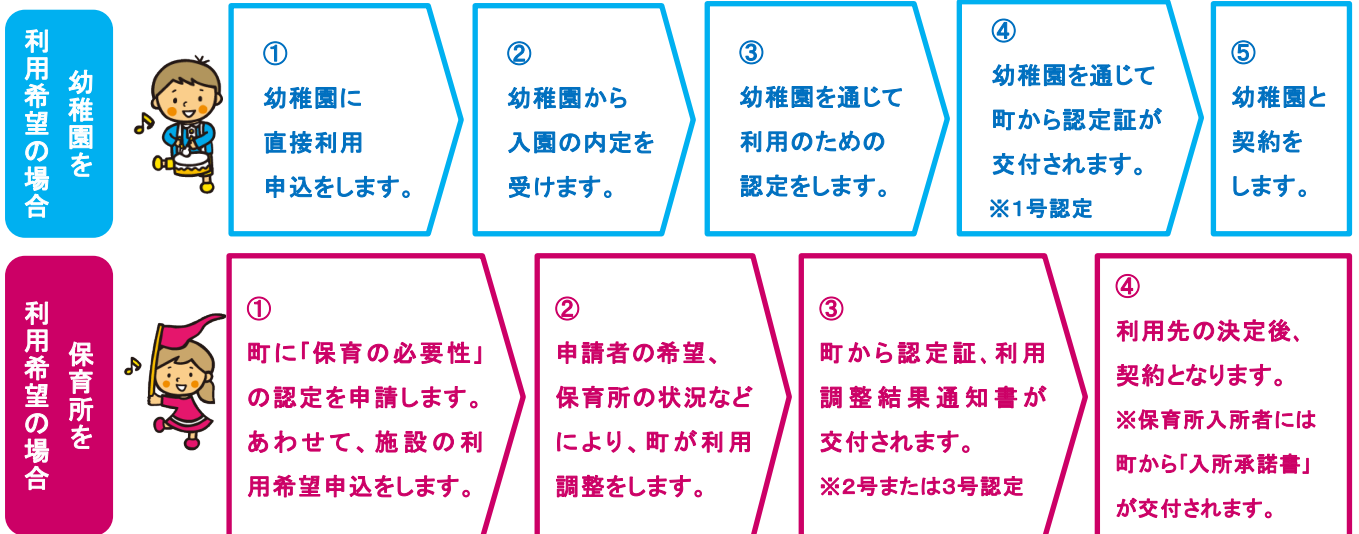 幼稚園を
利用希望の場合
①
幼稚園に
直接利用
申込をします。
②
幼稚園から
入園の内定を
受けます。
③
幼稚園を通じて
利用のための
認定をします。
④
幼稚園を通じて
町から認定証が
交付されます。
※1号認定
⑤
幼稚園と
契約を
します。
保育所を
利用希望の場合
①
町に「保育の必要性」
の認定を申請します。
あわせて、施設の利
用希望申込をします。
②
申請者の希望、
保育所の状況など
により、町が利用
調整をします。
③
町から認定証、利用
調整結果通知書が
交付されます。
※2号または3号認定
④
利用先の決定後、
契約となります。
※保育所入所者には
町から「入所承諾書」
が交付されます。